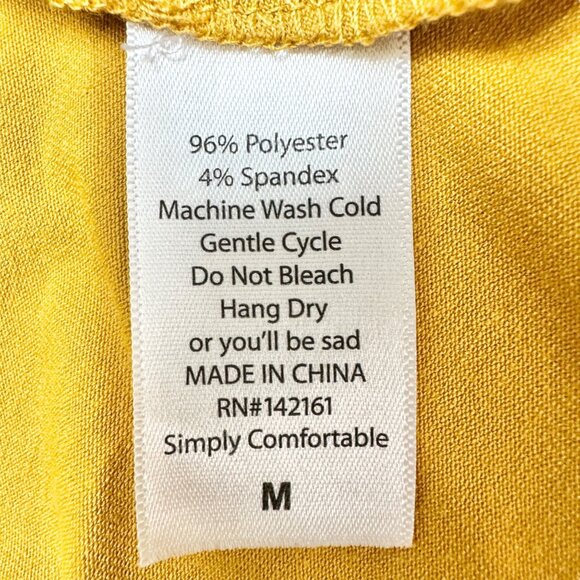 96% Polyester
4% Spandex
Machine Wash Cold
Gentle Cycle
Do Not Bleach
Hang Dry
or you'll be sad
MADE IN CHINA
RN#142161
Simply Comfortable
M